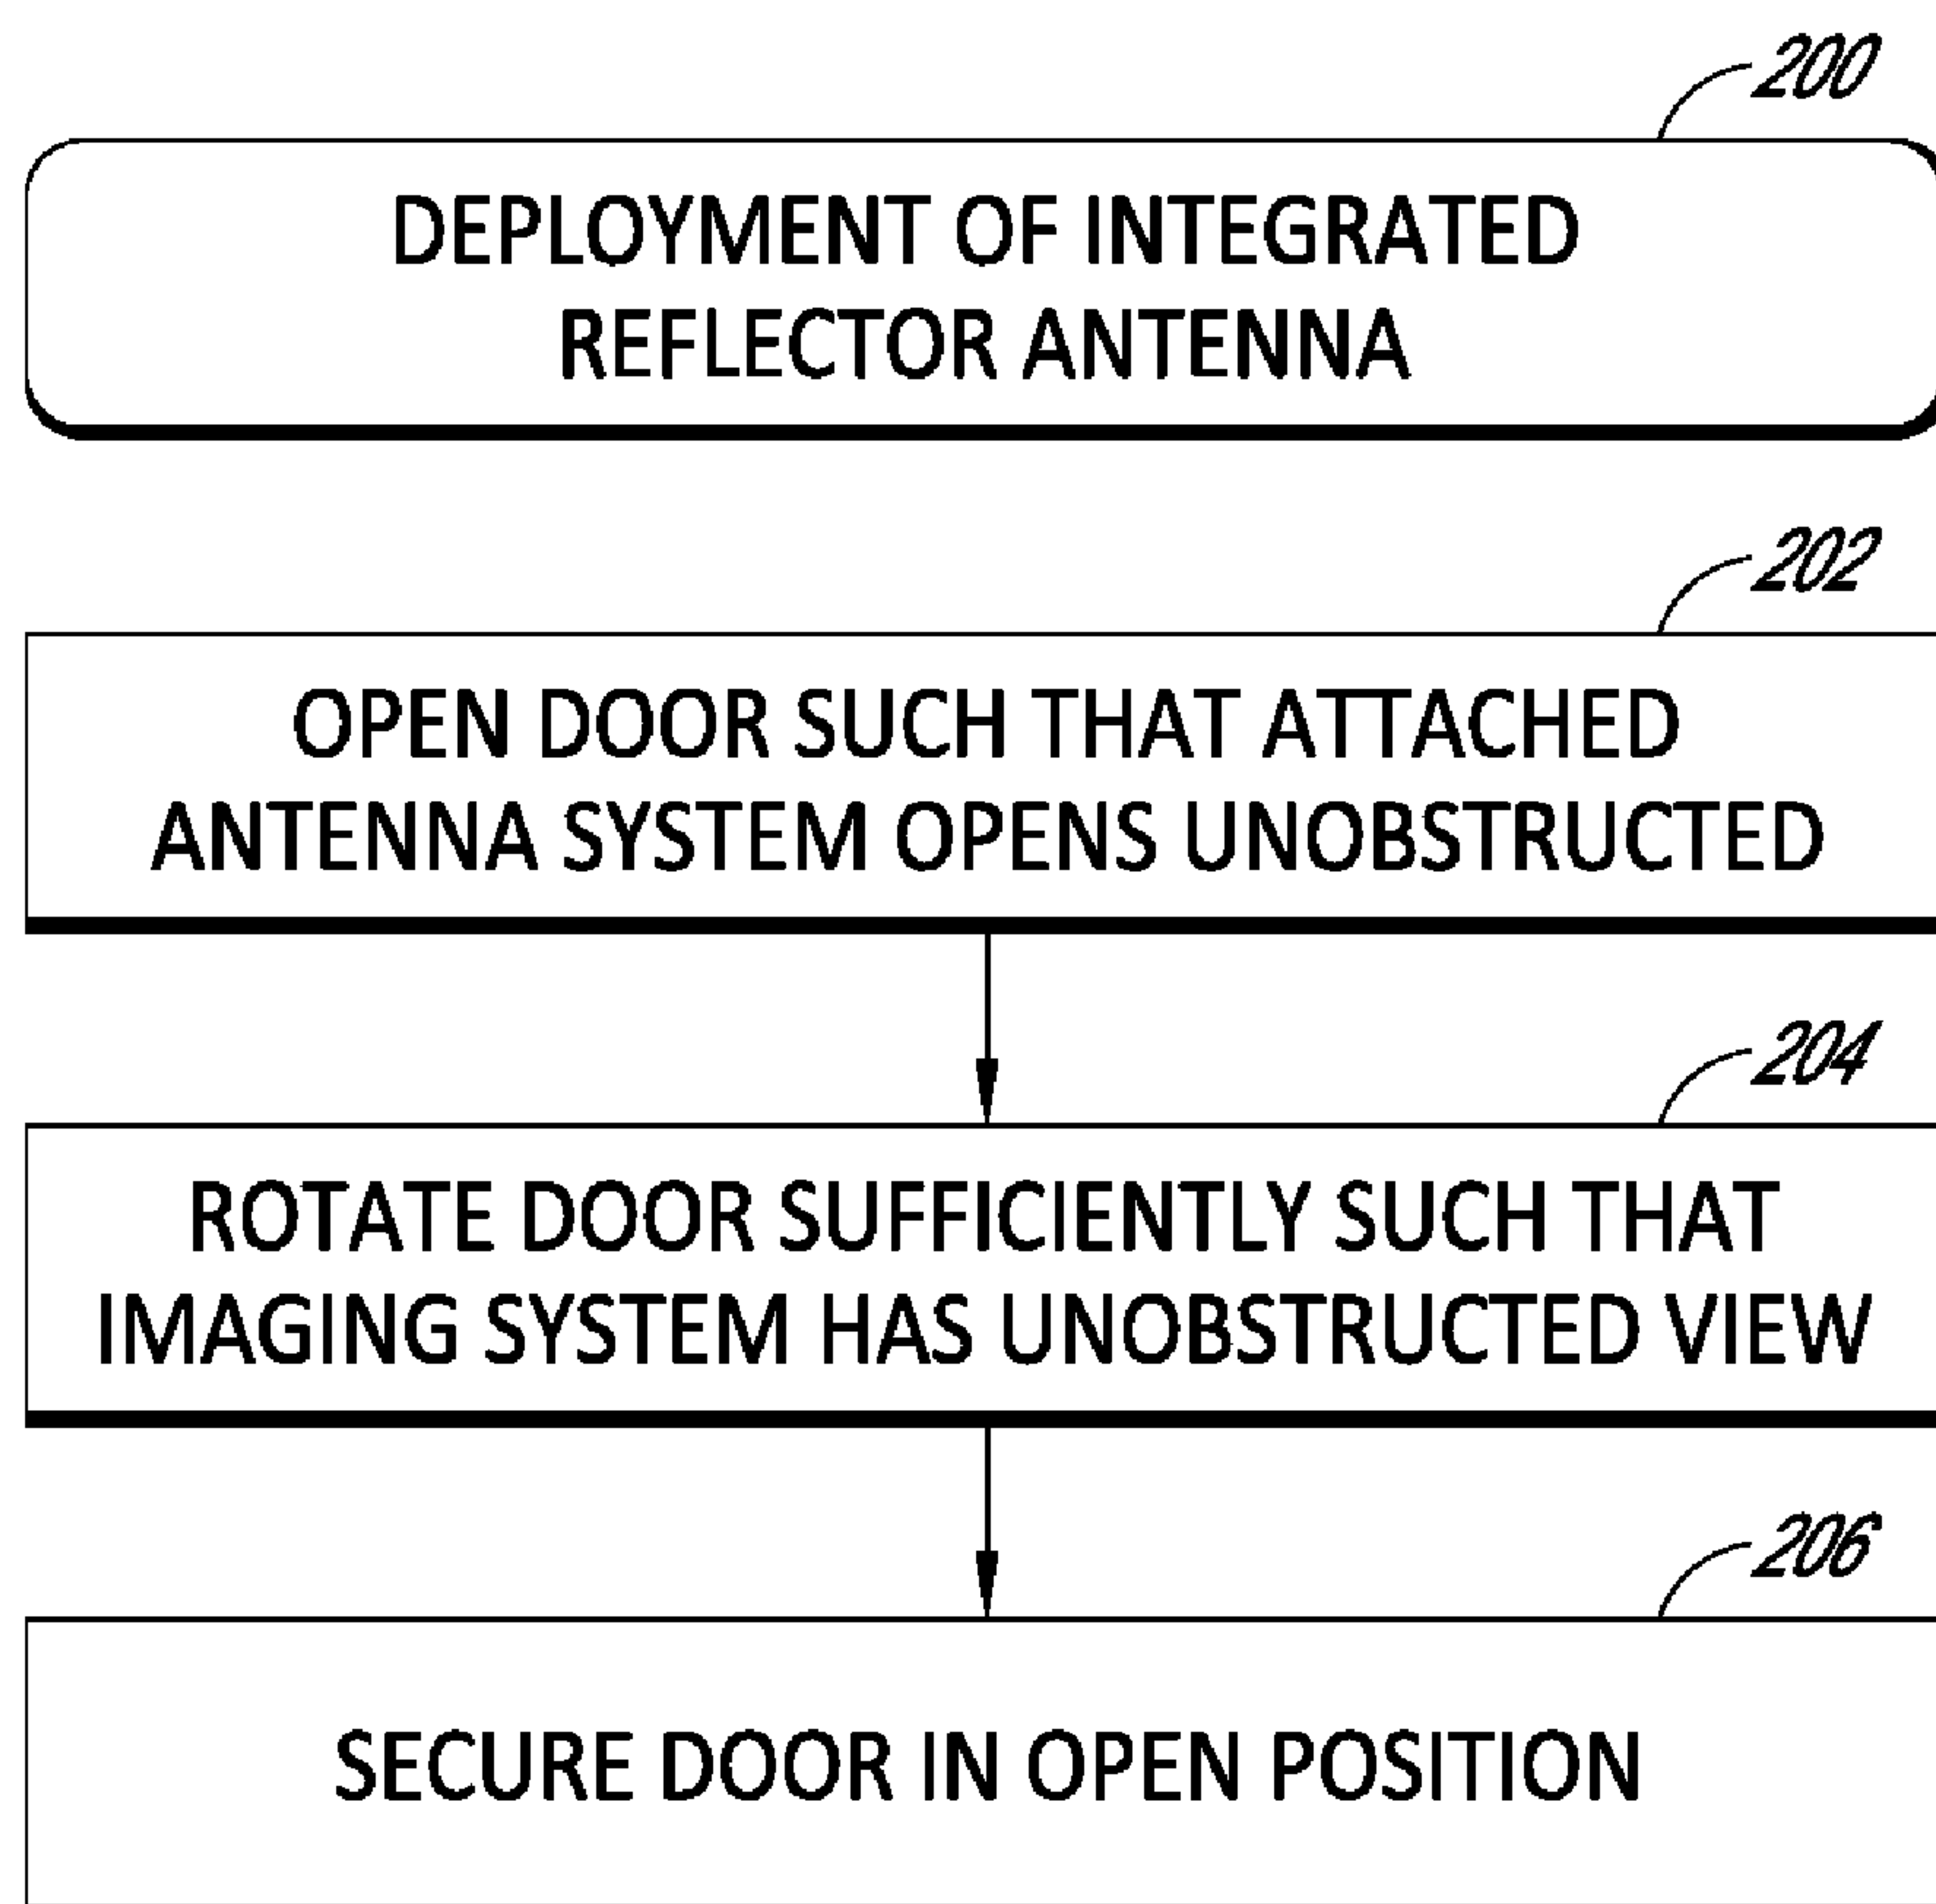 200
DEPLOYMENT OF INTEGRATED
REFLECTOR ANTENNA
202
OPEN DOOR SUCH THAT ATTACHED
ANTENNA SYSTEM OPENS UNOBSTRUCTED
204
ROTATE DOOR SUFFICIENTLY SUCH THAT
IMAGING SYSTEM HAS UNOBSTRUCTED VIEW
206
SECURE DOOR IN OPEN POSITION